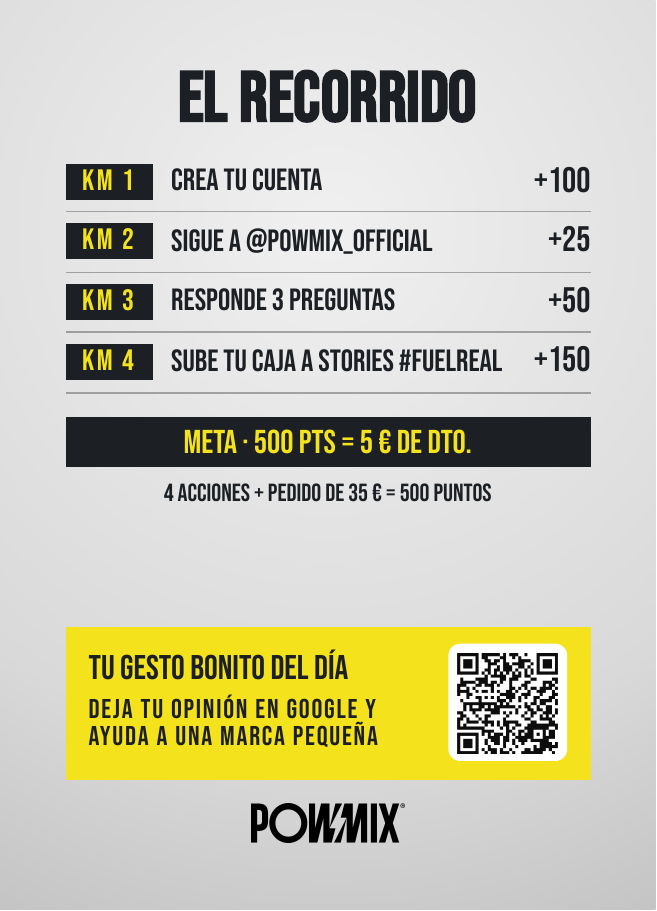 EL RECORRIDO
KM 1 CREA TU CUENTA +100
KM 2 SIGUE A @POWMIX_OFFICIAL +25
KM 3 RESPONDE 3 PREGUNTAS +50
KM 4 SUBE TU CAJA A STORIES #FUELREAL +150
META · 500 PTS = 5 € DE DTO.
4 ACCIONES + PEDIDO DE 35 € = 500 PUNTOS
TU GESTO BONITO DEL DÍA
DEJA TU OPINIÓN EN GOOGLE Y
AYUDA A UNA MARCA PEQUEÑA
POWMIX®